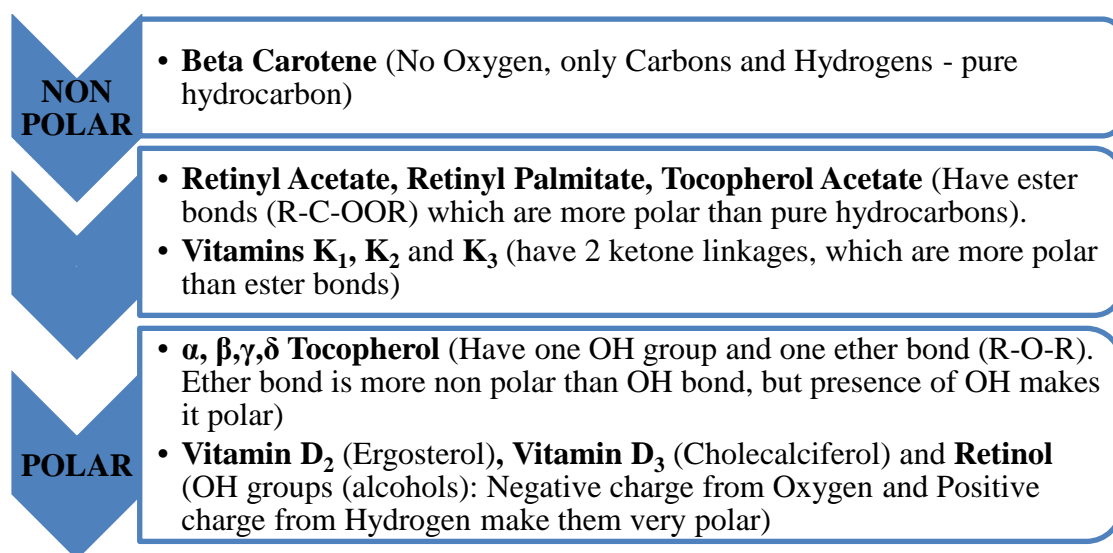 NON
POLAR
• Beta Carotene (No Oxygen, only Carbons and Hydrogens - pure
hydrocarbon)
• Retinyl Acetate, Retinyl Palmitate, Tocopherol Acetate (Have ester
bonds (R-C-OOR) which are more polar than pure hydrocarbons).
• Vitamins K₁, K₂ and K₃ (have 2 ketone linkages, which are more polar
than ester bonds)
POLAR
• α, β,γ,δ Tocopherol (Have one OH group and one ether bond (R-O-R).
Ether bond is more non polar than OH bond, but presence of OH makes
it polar)
• Vitamin D₂ (Ergosterol), Vitamin D₃ (Cholecalciferol) and Retinol
(OH groups (alcohols): Negative charge from Oxygen and Positive
charge from Hydrogen make them very polar)